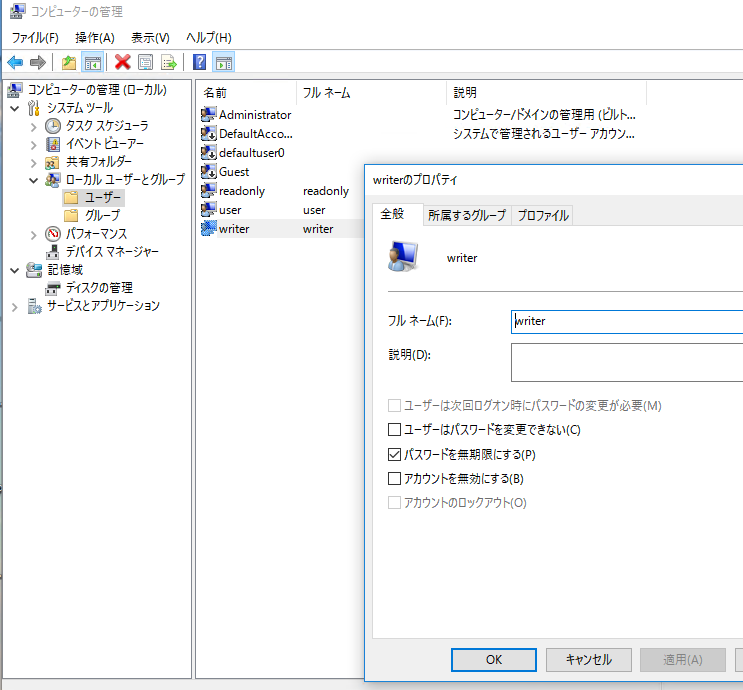 コンピューターの管理
ファイル(F) 操作(A) 表示(V) ヘルプ(H)
コンピューターの管理 (ローカル)
システム ツール
タスク スケジューラ
イベント ビューアー
共有フォルダー
ローカル ユーザーとグループ
ユーザー
グループ
パフォーマンス
デバイス マネージャー
記憶域
ディスクの管理
サービスとアプリケーション
名前 フル ネーム 説明
Administrator コンピューター/ドメインの管理用 (ビルト...
DefaultAcco... システムで管理されるユーザー アカウン...
defaultuser0
Guest
readonly readonly
user user
writer writer
writerのプロパティ
全般 所属するグループ プロファイル
writer
フル ネーム(F): writer
説明(D):
ユーザーは次回ログオン時にパスワードの変更が必要(M)
ユーザーはパスワードを変更できない(C)
パスワードを無期限にする(P)
アカウントを無効にする(B)
アカウントのロックアウト(O)
OK キャンセル 適用(A)